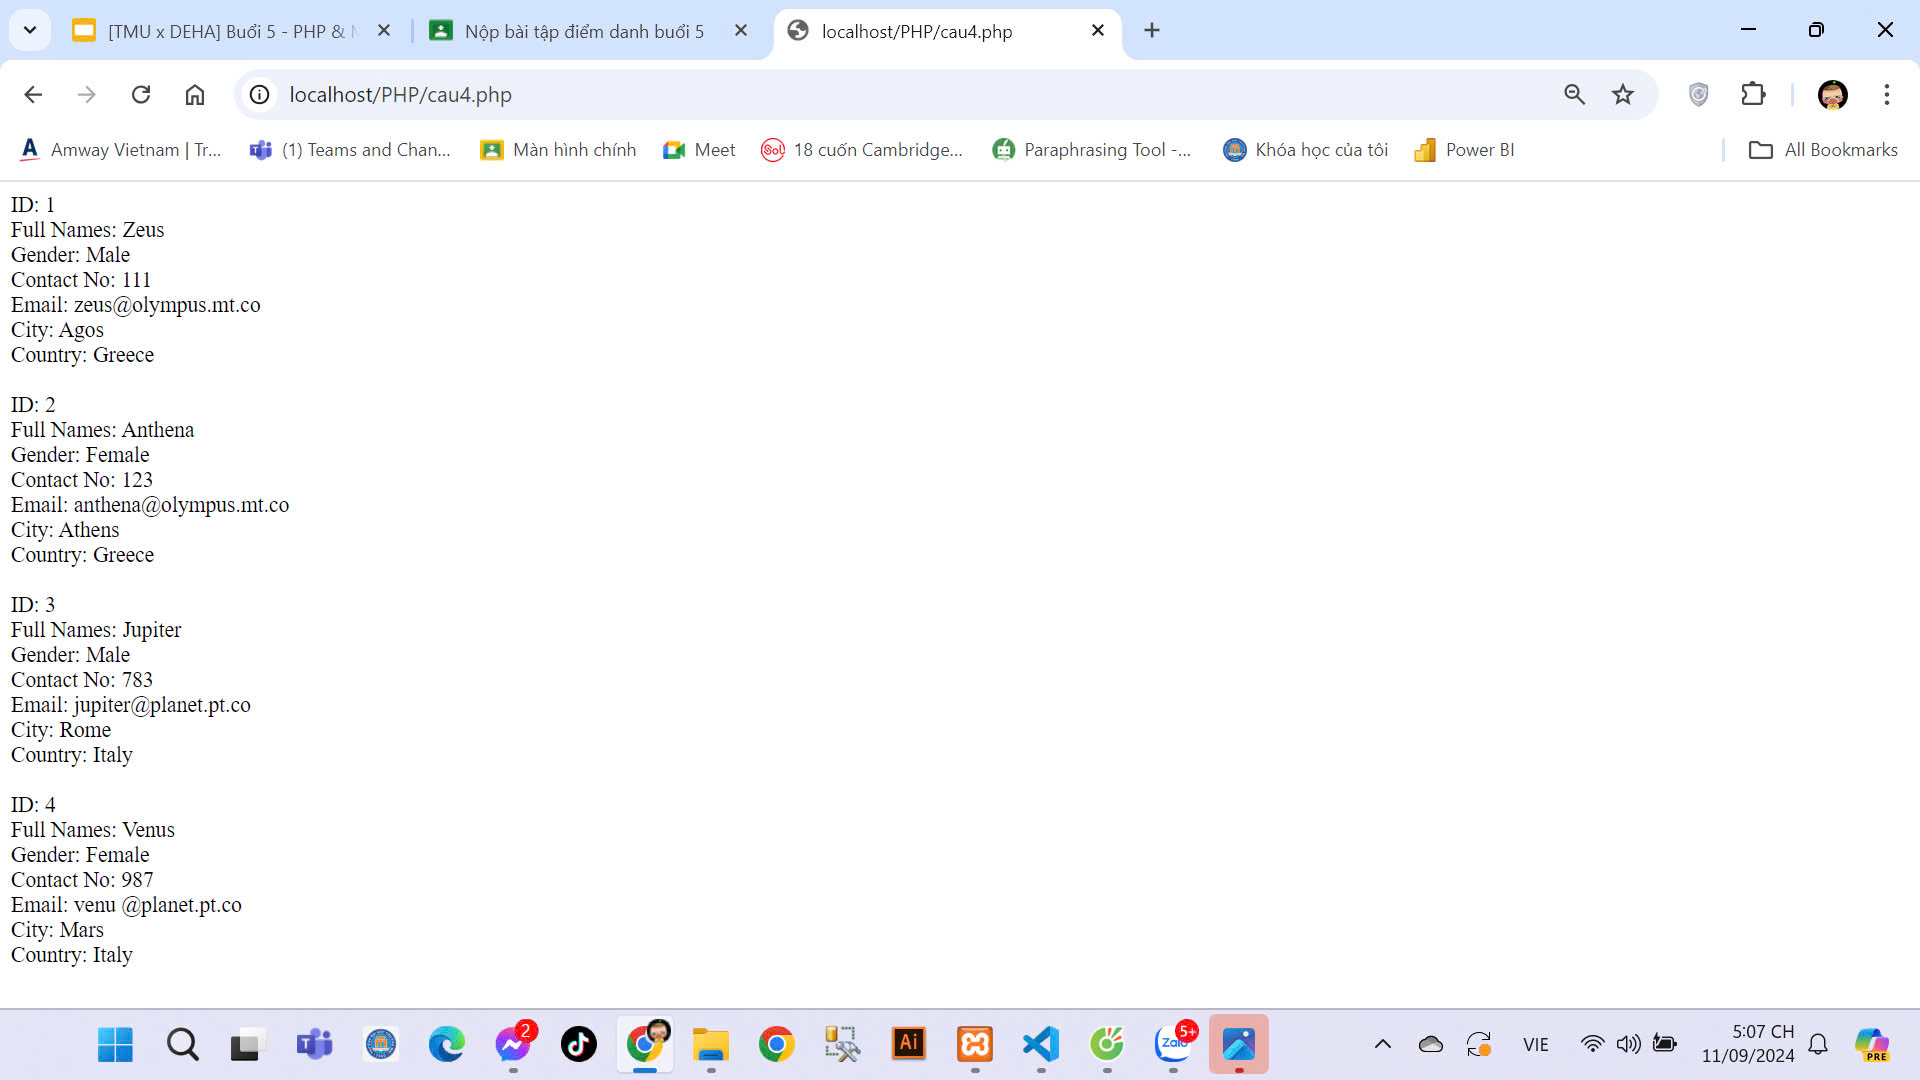 [TMU x DEHA] Buổi 5 - PHP &
Nộp bài tập điểm danh buổi 5
localhost/PHP/cau4.php
localhost/PHP/cau4.php
Amway Vietnam | Tr...
(1) Teams and Chan...
Màn hình chính
Meet
Sol
18 cuốn Cambridge...
Paraphrasing Tool -...
Khóa học của tôi
Power BI
All Bookmarks
ID: 1
Full Names: Zeus
Gender: Male
Contact No: 111
Email: zeus@olympus.mt.co
City: Agos
Country: Greece
ID: 2
Full Names: Anthena
Gender: Female
Contact No: 123
Email: anthena@olympus.mt.co
City: Athens
Country: Greece
ID: 3
Full Names: Jupiter
Gender: Male
Contact No: 783
Email: jupiter@planet.pt.co
City: Rome
Country: Italy
ID: 4
Full Names: Venus
Gender: Female
Contact No: 987
Email: venu @planet.pt.co
City: Mars
Country: Italy
2
Ai
Zalo
5+
VIE
5:07 CH
11/09/2024
PRE